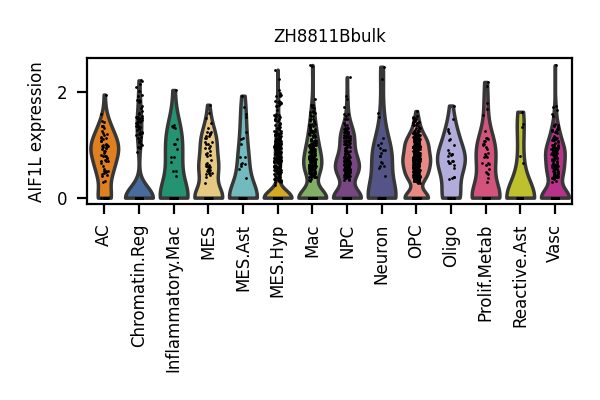 ZH8811Bbulk
AIF1L expression
2
0
AC
Chromatin.Reg
Inflammatory.Mac
MES
MES.Ast
MES.Hyp
Mac
NPC
Neuron
OPC
Oligo
Prolif.Metab
Reactive.Ast
Vasc